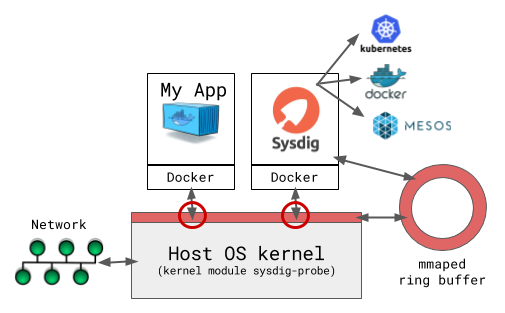 kubernetes
docker
MESOS
My App
Sysdig
Docker
Docker
Network
Host OS kernel
(kernel module sysdig-probe)
mmaped
ring buffer